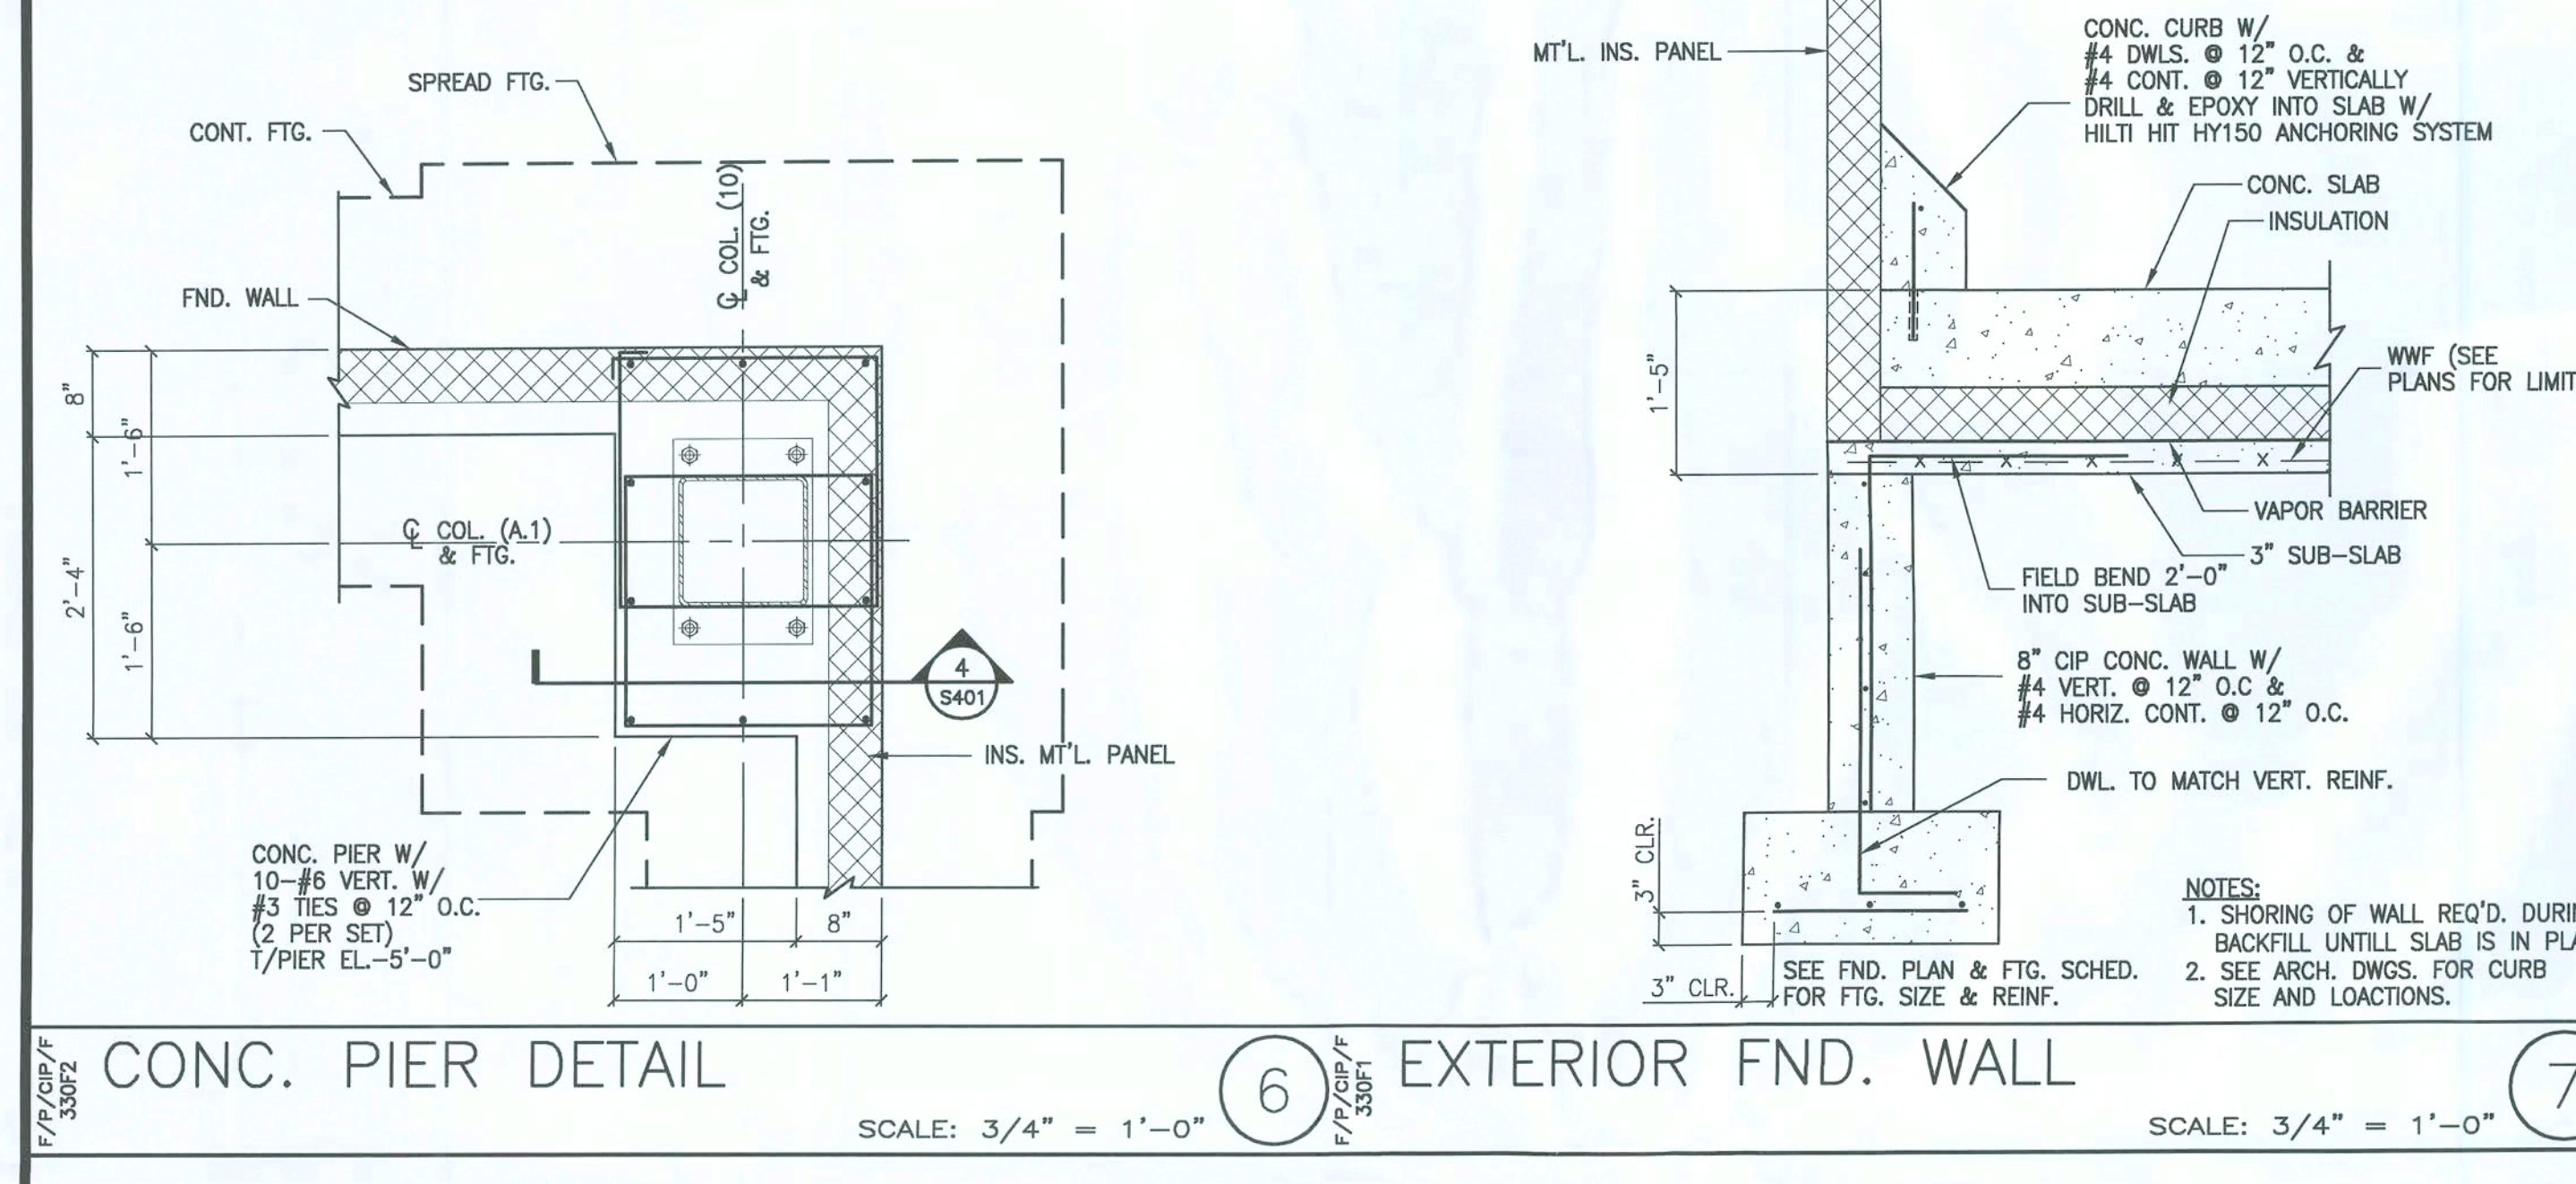 SPREAD FTG.
CONT. FTG.
℄ COL. (10)
& FTG.
FND. WALL
8"
1'-6"
℄ COL. (A.1)
& FTG.
2'-4"
1'-6"
4
S401
INS. MT'L. PANEL
CONC. PIER W/
10-#6 VERT. W/
#3 TIES @ 12" O.C.
(2 PER SET)
T/PIER EL.-5'-0"
1'-5"
8"
1'-0"
1'-1"
F/P/CIP/F
330F2
CONC. PIER DETAIL
SCALE: 3/4" = 1'-0"
6
MT'L. INS. PANEL
CONC. CURB W/
#4 DWLS. @ 12" O.C. &
#4 CONT. @ 12" VERTICALLY
DRILL & EPOXY INTO SLAB W/
HILTI HIT HY150 ANCHORING SYSTEM
CONC. SLAB
INSULATION
1'-5"
WWF (SEE
PLANS FOR LIMIT
VAPOR BARRIER
3" SUB-SLAB
FIELD BEND 2'-0"
INTO SUB-SLAB
8" CIP CONC. WALL W/
#4 VERT. @ 12" O.C &
#4 HORIZ. CONT. @ 12" O.C.
DWL. TO MATCH VERT. REINF.
3" CLR.
3" CLR.
SEE FND. PLAN & FTG. SCHED.
FOR FTG. SIZE & REINF.
NOTES:
1. SHORING OF WALL REQ'D. DURI
BACKFILL UNTILL SLAB IS IN PLA
2. SEE ARCH. DWGS. FOR CURB
SIZE AND LOACTIONS.
F/P/CIP/F
330F1
EXTERIOR FND. WALL
SCALE: 3/4" = 1'-0"
7